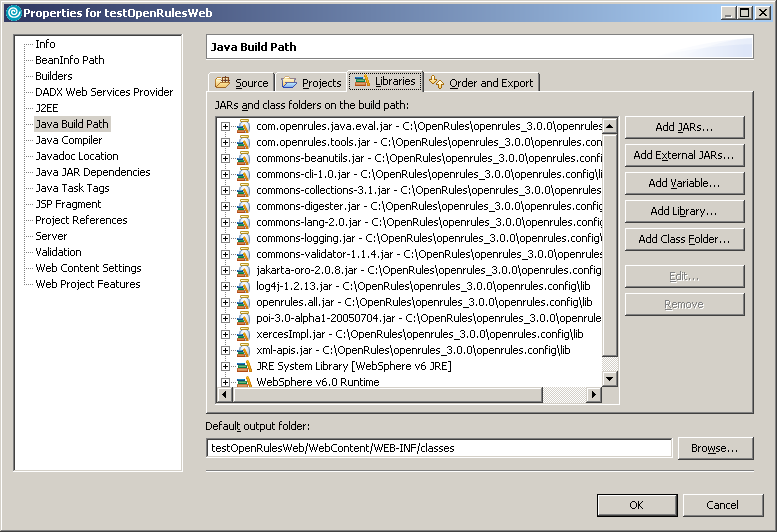 Properties for testOpenRulesWeb
Info
BeanInfo Path
Builders
DADX Web Services Provider
J2EE
Java Build Path
Java Compiler
Javadoc Location
Java JAR Dependencies
Java Task Tags
JSP Fragment
Project References
Server
Validation
Web Content Settings
Web Project Features
Java Build Path
Source Projects Libraries Order and Export
JARs and class folders on the build path:
com.openrules.java.eval.jar - C:\OpenRules\openrules_3.0.0\openrules
com.openrules.tools.jar - C:\OpenRules\openrules_3.0.0\openrules.con
commons-beanutils.jar - C:\OpenRules\openrules_3.0.0\openrules.confi
commons-cli-1.0.jar - C:\OpenRules\openrules_3.0.0\openrules.config\l
commons-collections-3.1.jar - C:\OpenRules\openrules_3.0.0\openrules
commons-digester.jar - C:\OpenRules\openrules_3.0.0\openrules.config
commons-lang-2.0.jar - C:\OpenRules\openrules_3.0.0\openrules.config
commons-logging.jar - C:\OpenRules\openrules_3.0.0\openrules.config\
commons-validator-1.1.4.jar - C:\OpenRules\openrules_3.0.0\openrules
jakarta-oro-2.0.8.jar - C:\OpenRules\openrules_3.0.0\openrules.config
log4j-1.2.13.jar - C:\OpenRules\openrules_3.0.0\openrules.config\lib
openrules.all.jar - C:\OpenRules\openrules_3.0.0\openrules.config\lib
poi-3.0-alpha1-20050704.jar - C:\OpenRules\openrules_3.0.0\openrule
xercesImpl.jar - C:\OpenRules\openrules_3.0.0\openrules.config\lib
xml-apis.jar - C:\OpenRules\openrules_3.0.0\openrules.config\lib
JRE System Library [WebSphere v6 JRE]
WebSphere v6.0 Runtime
Add JARs...
Add External JARs...
Add Variable...
Add Library...
Add Class Folder...
Edit...
Remove
Default output folder:
testOpenRulesWeb/WebContent/WEB-INF/classes
Browse...
OK
Cancel